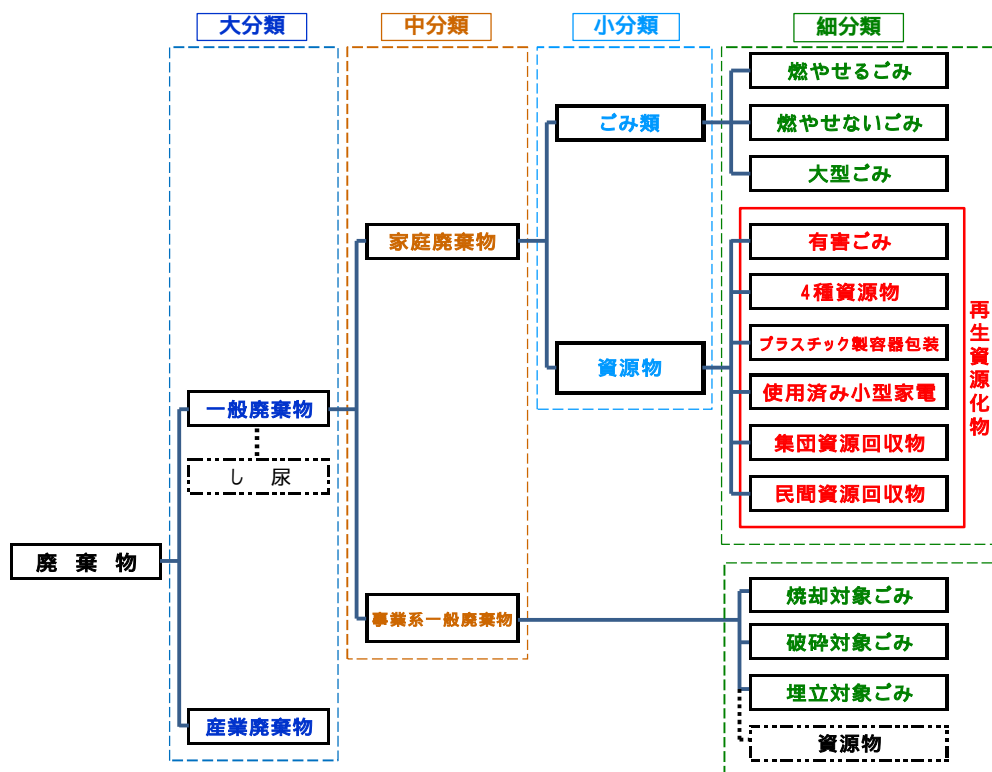 大分類
中分類
小分類
細分類
燃やせるごみ
ごみ類
燃やせないごみ
大型ごみ
家庭廃棄物
有害ごみ
4種資源物
プラスチック製容器包装
資源物
使用済み小型家電
集団資源回収物
民間資源回収物
再生資源化物
一般廃棄物
し 尿
廃 棄 物
事業系一般廃棄物
焼却対象ごみ
破砕対象ごみ
埋立対象ごみ
資源物
産業廃棄物